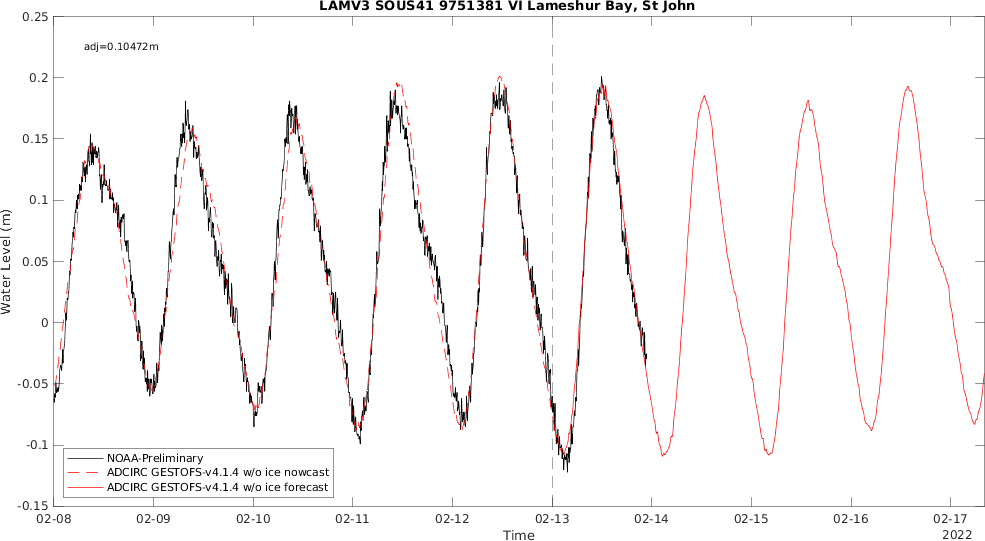 LAMV3 SOUS41 9751381 VI Lameshur Bay, St John
0.25
adj=0.10472m
0.2
0.15
0.1
0.05
0
-0.05
-0.1
-0.15
Water Level (m)
NOAA-Preliminary
ADCIRC GESTOFS-v4.1.4 w/o ice nowcast
ADCIRC GESTOFS-v4.1.4 w/o ice forecast
02-08 02-09 02-10 02-11 02-12 02-13 02-14 02-15 02-16 02-17
Time
2022